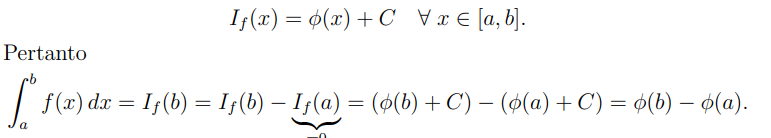 I_f(x) = ϕ(x) + C ∀ x ∈ [a, b].
Pertanto
∫_a^b f(x) dx = I_f(b) = I_f(b) − I_f(a) = (ϕ(b) + C) − (ϕ(a) + C) = ϕ(b) − ϕ(a).
=0